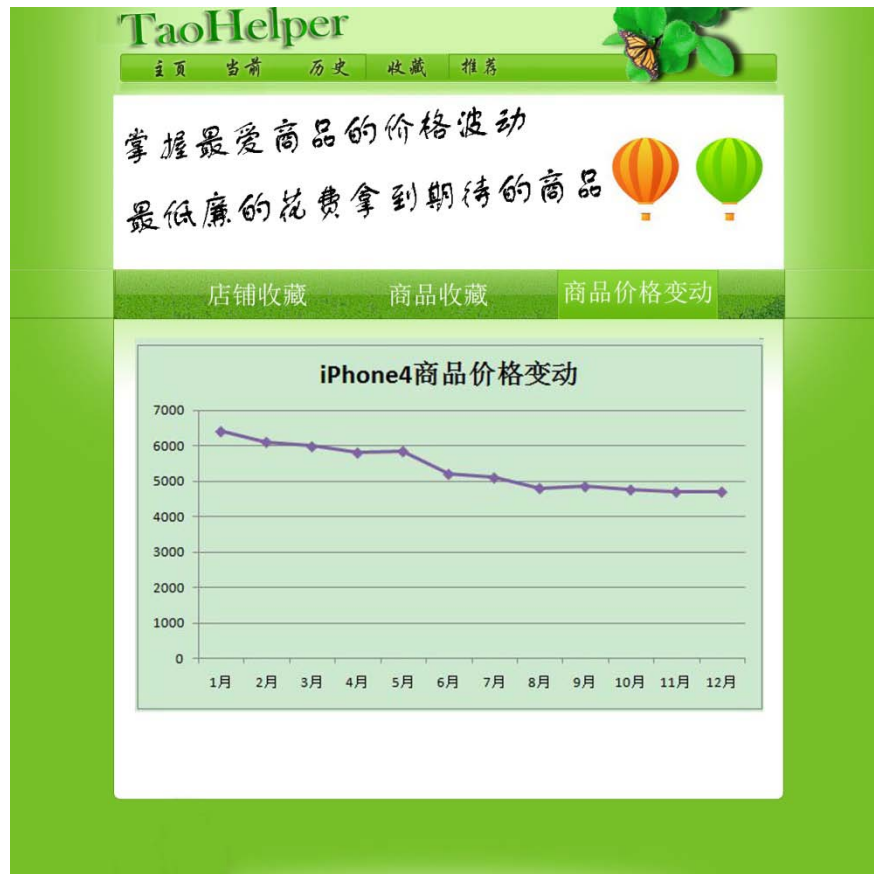 TaoHelper
主页 当前 历史 收藏 推荐
掌握最爱商品的价格波动
最低廉的花费拿到期待的商品
店铺收藏 商品收藏 商品价格变动
iPhone4商品价格变动
7000
6000
5000
4000
3000
2000
1000
0
1月 2月 3月 4月 5月 6月 7月 8月 9月 10月 11月 12月